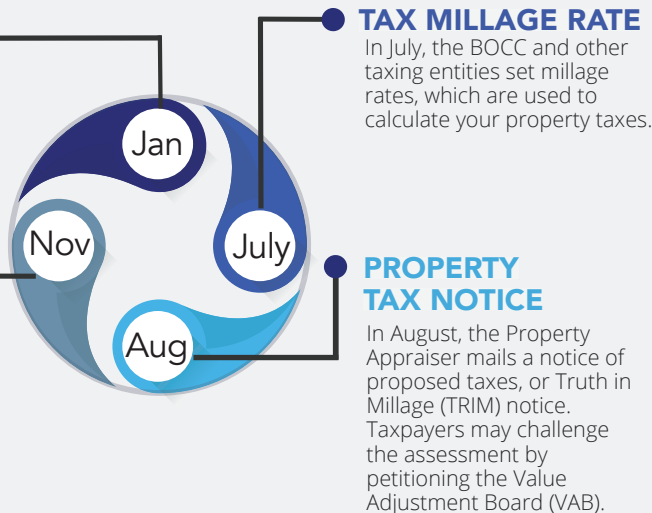 TAX MILLAGE RATE
In July, the BOCC and other
taxing entities set millage
rates, which are used to
calculate your property taxes.
Jan
Nov
July
Aug
PROPERTY
TAX NOTICE
In August, the Property
Appraiser mails a notice of
proposed taxes, or Truth in
Millage (TRIM) notice.
Taxpayers may challenge
the assessment by
petitioning the Value
Adjustment Board (VAB).